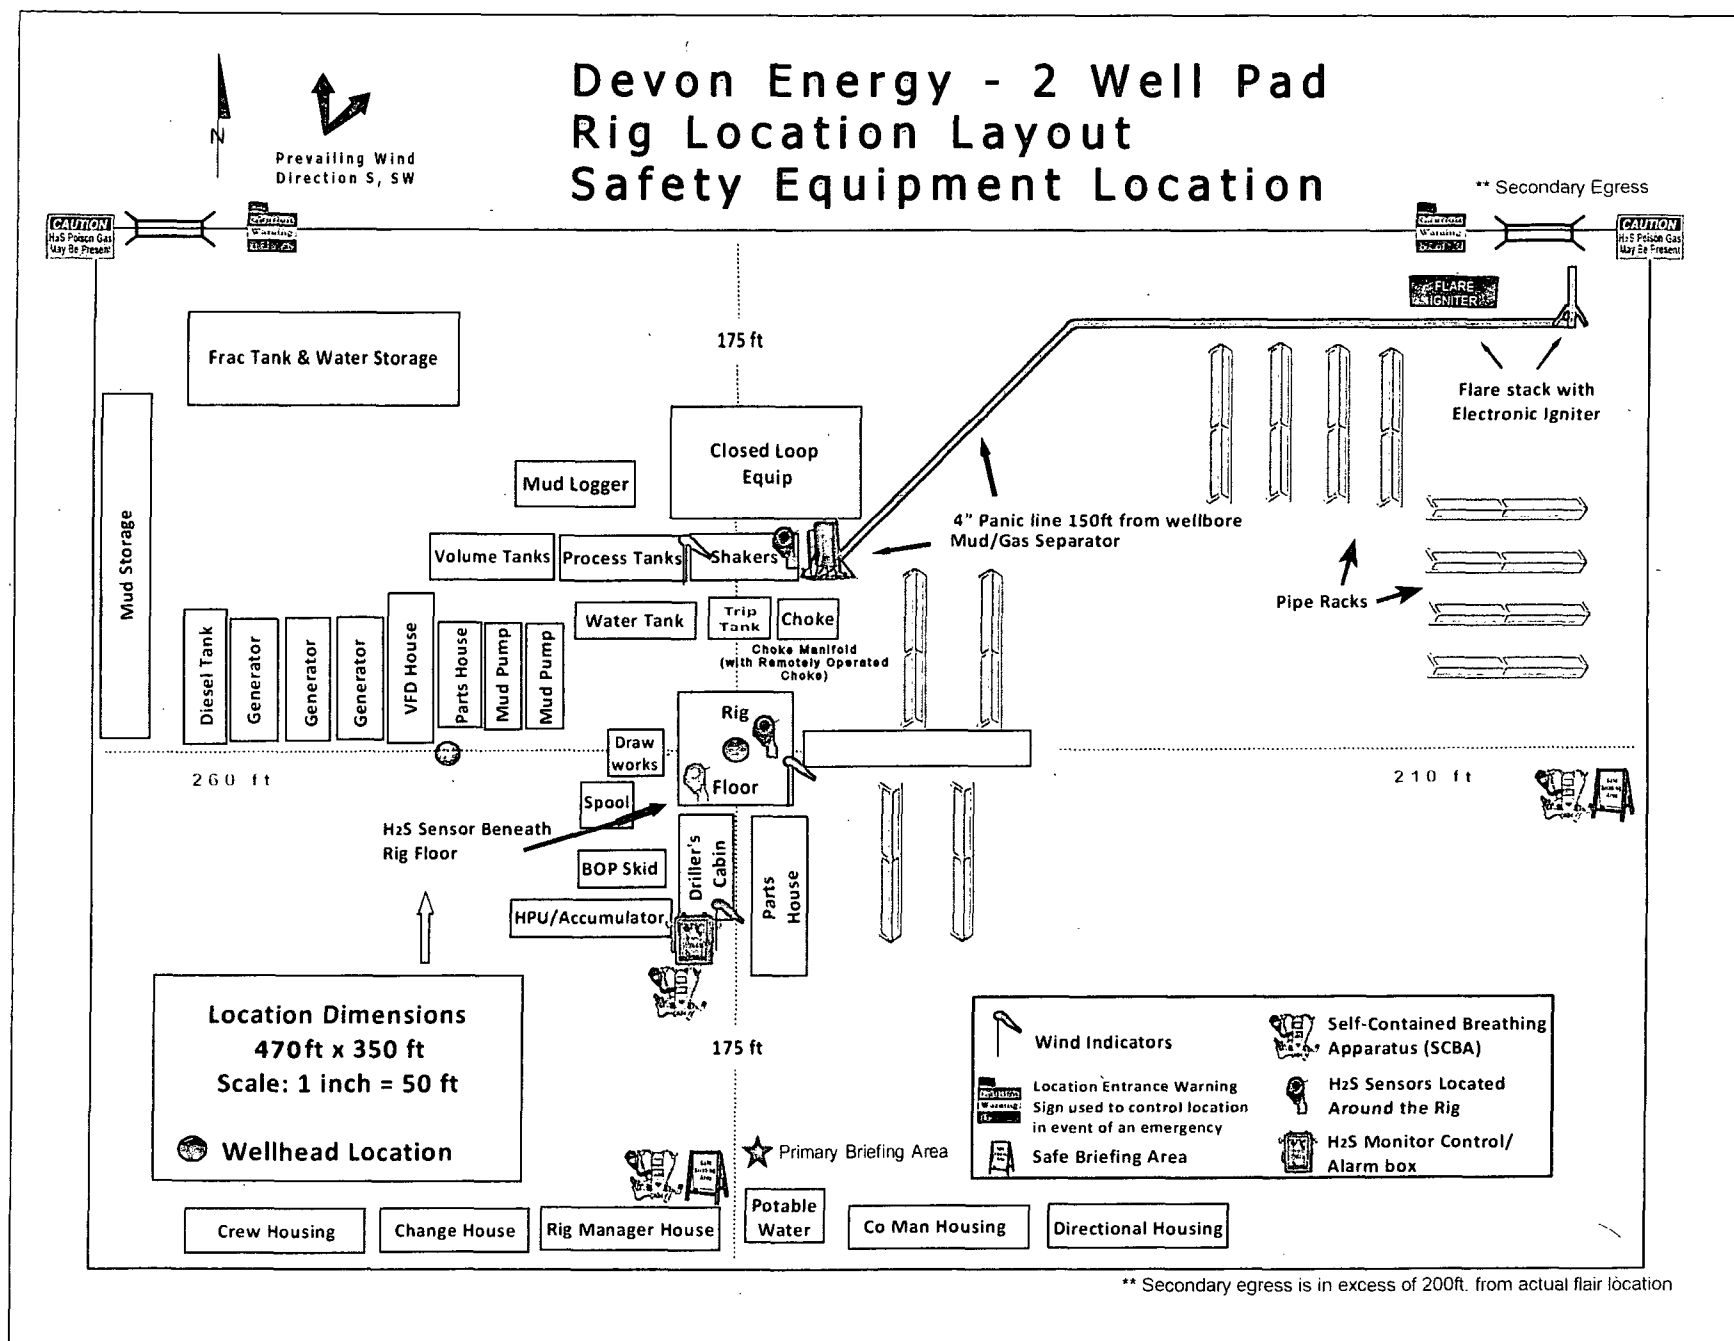 Devon Energy - 2 Well Pad
Rig Location Layout
Safety Equipment Location
N
Prevailing Wind
Direction S, SW
** Secondary Egress
CAUTION
H2S Poison Gas
May Be Present
Caution
Warning
Caution
Warning
CAUTION
H2S Poison Gas
May Be Present
FLARE
IGNITER
175 ft
Frac Tank & Water Storage
Flare stack with
Electronic Igniter
Mud Storage
Closed Loop
Equip
Mud Logger
4" Panic line 150ft from wellbore
Mud/Gas Separator
Volume Tanks
Process Tanks
Shakers
Pipe Racks
Water Tank
Trip
Tank
Choke
Choke Manifold
(with Remotely Operated
Choke)
Diesel Tank
Generator
Generator
Generator
VFD House
Parts House
Mud Pump
Mud Pump
Rig
Floor
Draw
works
260 ft
210 ft
Spool
H2S Sensor Beneath
Rig Floor
BOP Skid
Driller's
Cabin
Parts
House
HPU/Accumulator
Location Dimensions
470ft x 350 ft
Scale: 1 inch = 50 ft
Wellhead Location
175 ft
Wind Indicators
Location Entrance Warning
Sign used to control location
in event of an emergency
Safe Briefing Area
Self-Contained Breathing
Apparatus (SCBA)
H2S Sensors Located
Around the Rig
H2S Monitor Control/
Alarm box
Primary Briefing Area
Crew Housing
Change House
Rig Manager House
Potable
Water
Co Man Housing
Directional Housing
** Secondary egress is in excess of 200ft. from actual flair location